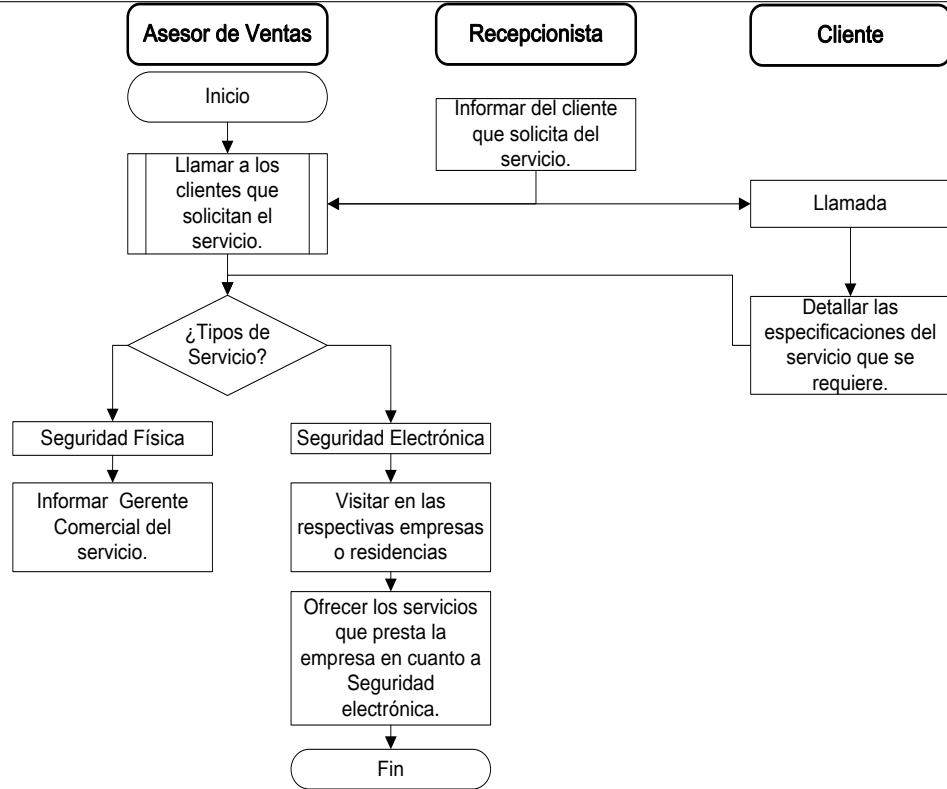 Asesor de Ventas
Recepcionista
Cliente
Inicio
Informar del cliente
que solicita del
servicio.
Llamar a los
clientes que
solicitan el
servicio.
Llamada
¿Tipos de
Servicio?
Detallar las
especificaciones del
servicio que se
requiere.
Seguridad Física
Seguridad Electrónica
Informar  Gerente
Comercial del
servicio.
Visitar en las
respectivas empresas
o residencias
Ofrecer los servicios
que presta la
empresa en cuanto a
Seguridad
electrónica.
Fin